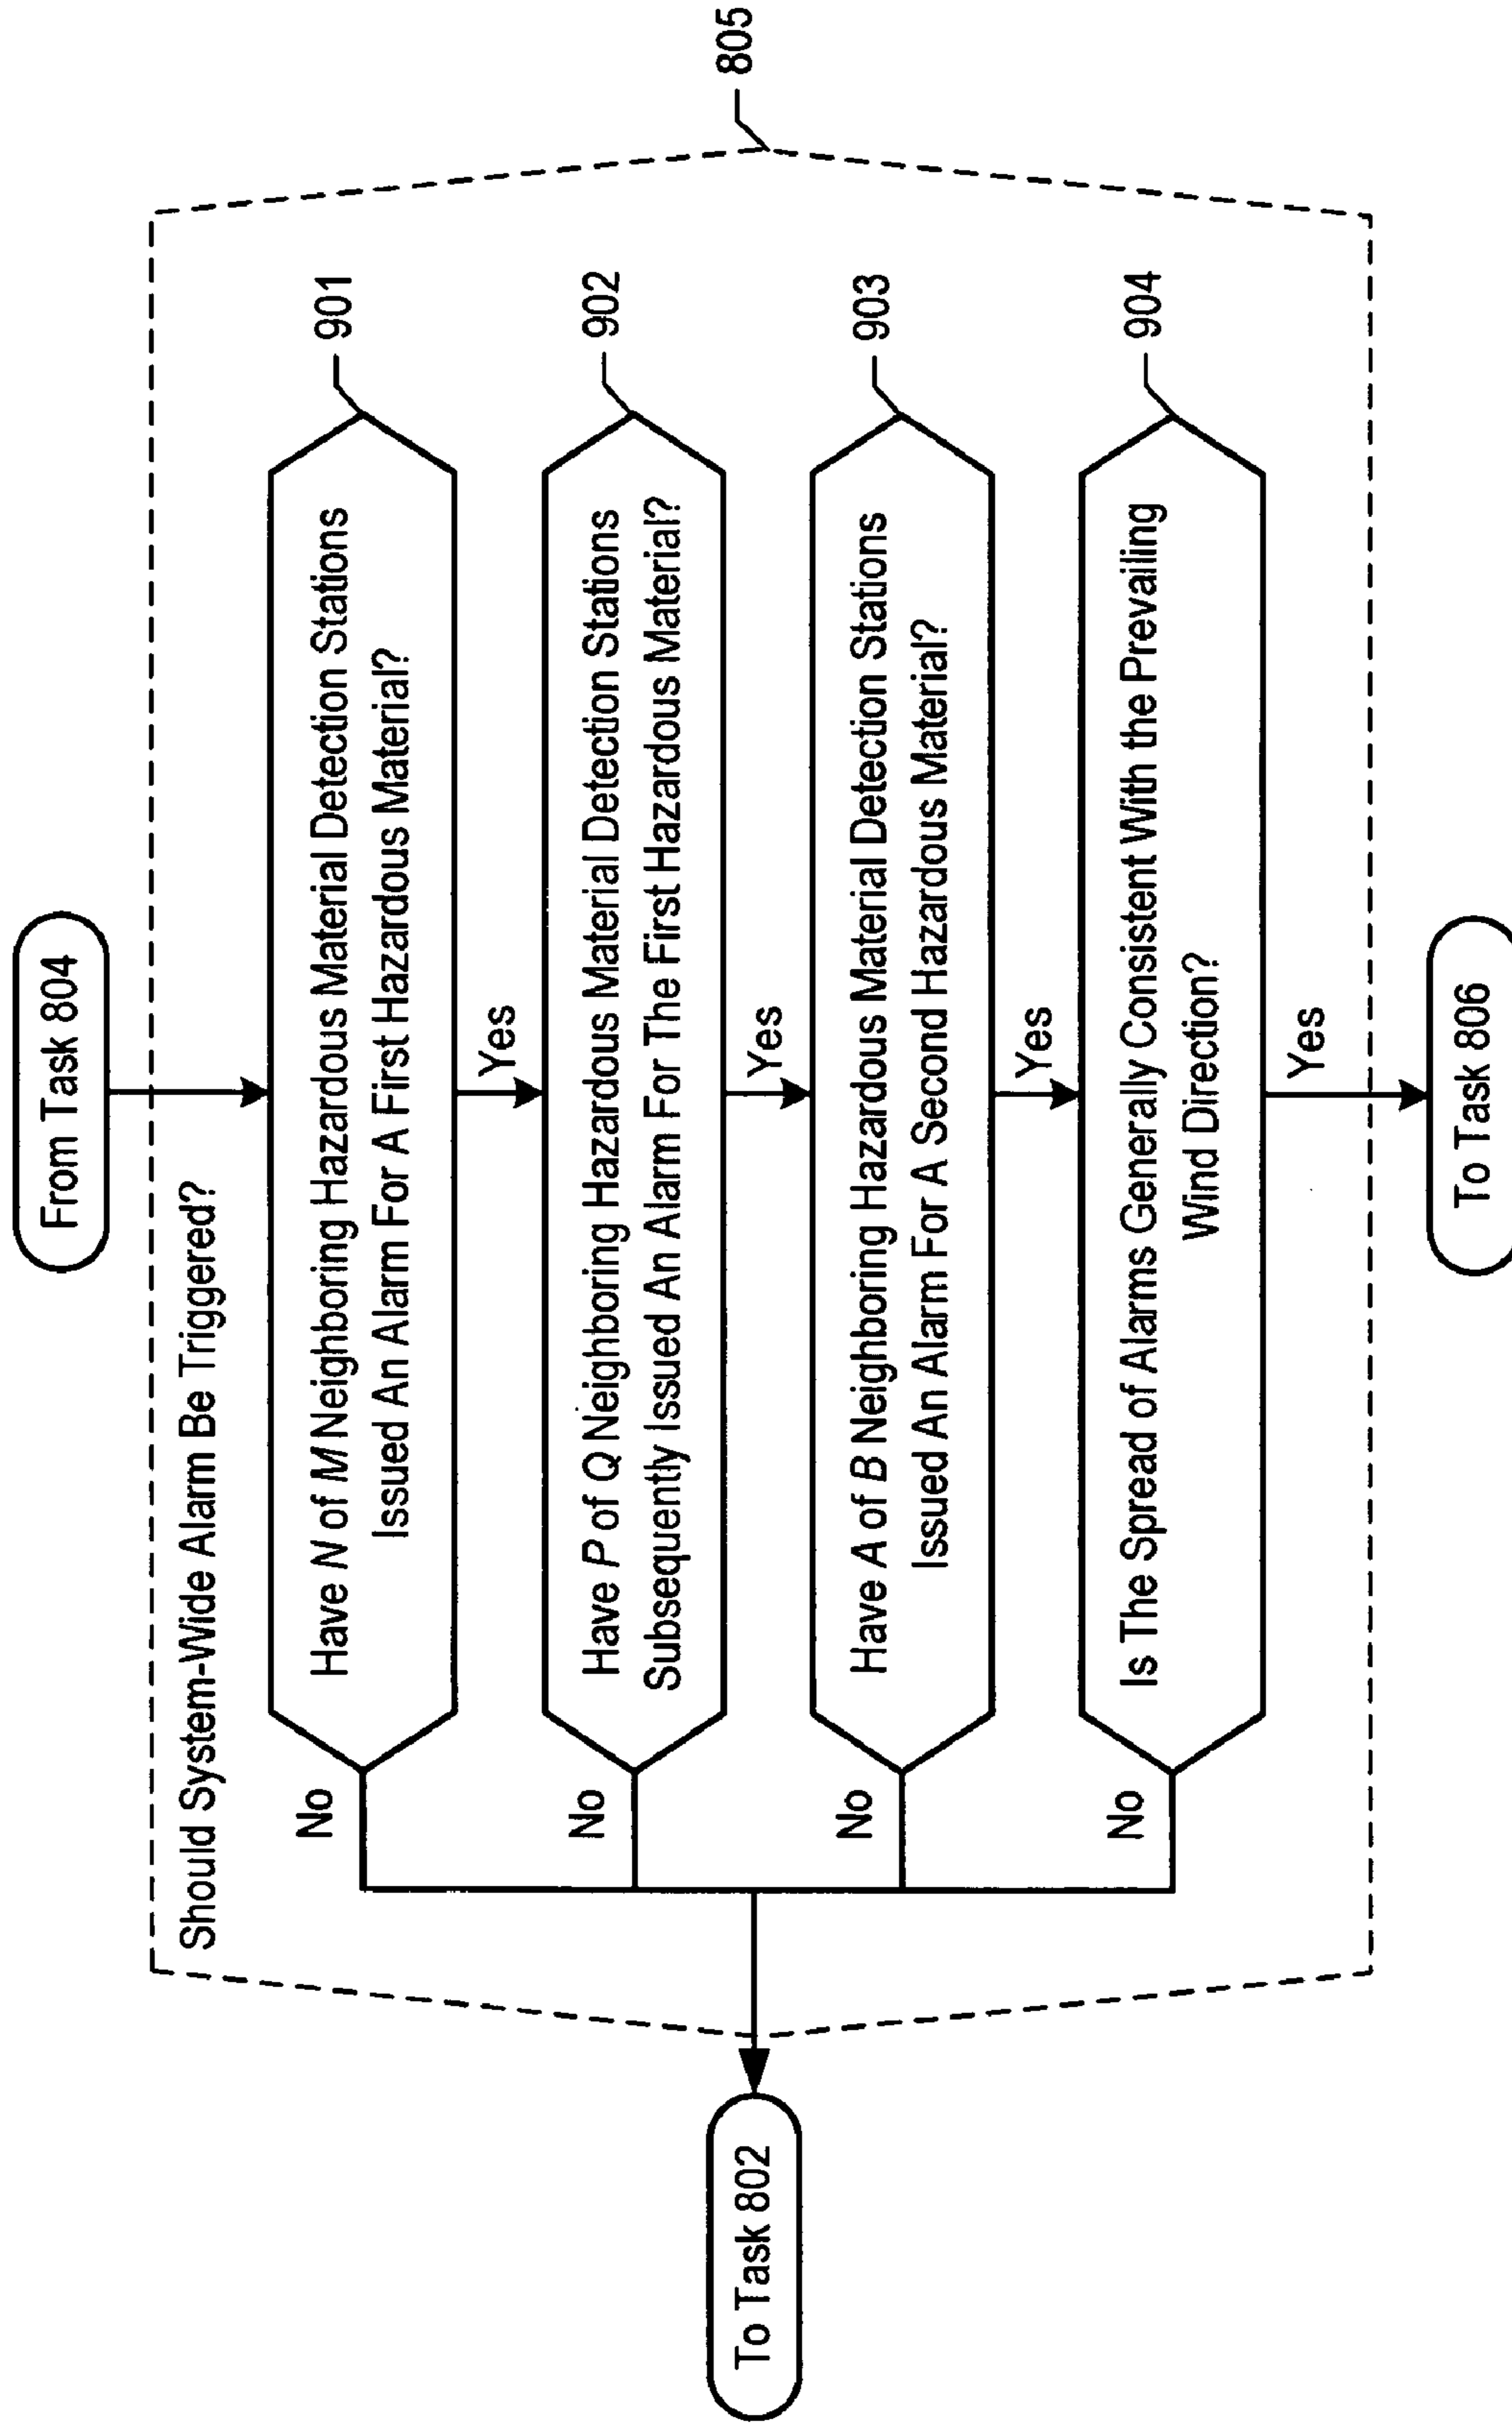 From Task 804
Should System-Wide Alarm Be Triggered?
805
Have N of M Neighboring Hazardous Material Detection Stations
Issued An Alarm For A First Hazardous Material?
901
No
Yes
Have P of Q Neighboring Hazardous Material Detection Stations
Subsequently Issued An Alarm For The First Hazardous Material?
902
No
Yes
Have A of B Neighboring Hazardous Material Detection Stations
Issued An Alarm For A Second Hazardous Material?
903
No
Yes
Is The Spread of Alarms Generally Consistent With the Prevailing
Wind Direction?
904
No
Yes
To Task 802
To Task 806